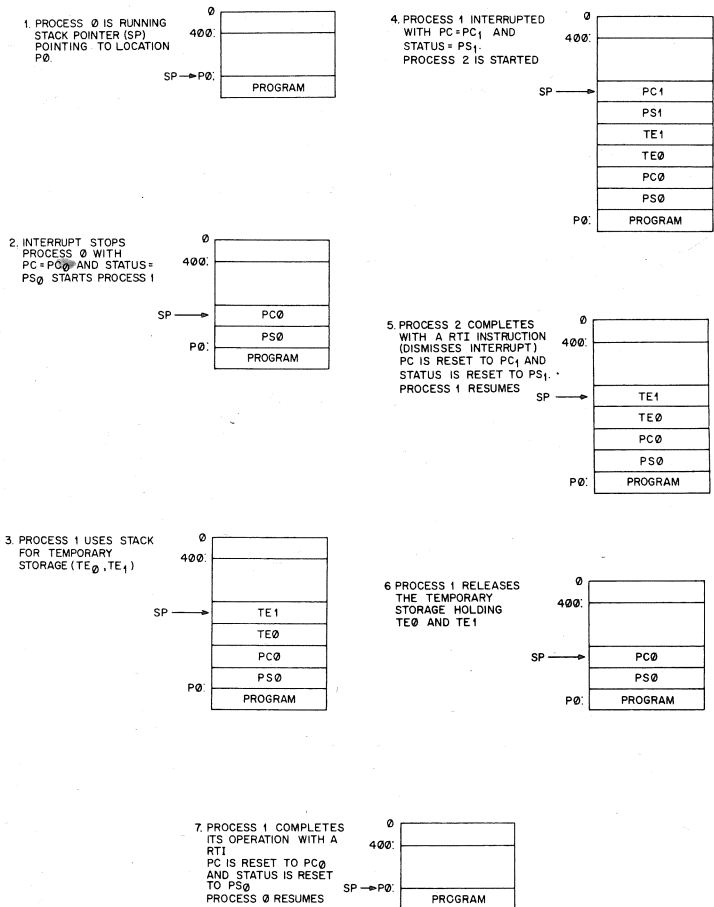 1. PROCESS Ø IS RUNNING
STACK POINTER (SP)
POINTING TO LOCATION
PØ.
Ø
400:
SP PØ:
PROGRAM
2. INTERRUPT STOPS
PROCESS Ø WITH
PC = PCØ AND STATUS =
PSØ STARTS PROCESS 1
Ø
400:
SP
PCØ
PSØ
PØ:
PROGRAM
3. PROCESS 1 USES STACK
FOR TEMPORARY
STORAGE (TEØ, TE1)
Ø
400:
SP
TE1
TEØ
PCØ
PSØ
PØ:
PROGRAM
4. PROCESS 1 INTERRUPTED
WITH PC = PC1 AND
STATUS = PS1.
PROCESS 2 IS STARTED
Ø
400:
SP
PC1
PS1
TE1
TEØ
PCØ
PSØ
PØ:
PROGRAM
5. PROCESS 2 COMPLETES
WITH A RTI INSTRUCTION
(DISMISSES INTERRUPT)
PC IS RESET TO PC1 AND
STATUS IS RESET TO PS1.
PROCESS 1 RESUMES
Ø
400:
SP
TE1
TEØ
PCØ
PSØ
PØ:
PROGRAM
6 PROCESS 1 RELEASES
THE TEMPORARY
STORAGE HOLDING
TEØ AND TE1
Ø
400:
SP
PCØ
PSØ
PØ:
PROGRAM
7. PROCESS 1 COMPLETES
ITS OPERATION WITH A
RTI
PC IS RESET TO PCØ
AND STATUS IS RESET
TO PSØ
PROCESS Ø RESUMES
Ø
400:
SP PØ:
PROGRAM